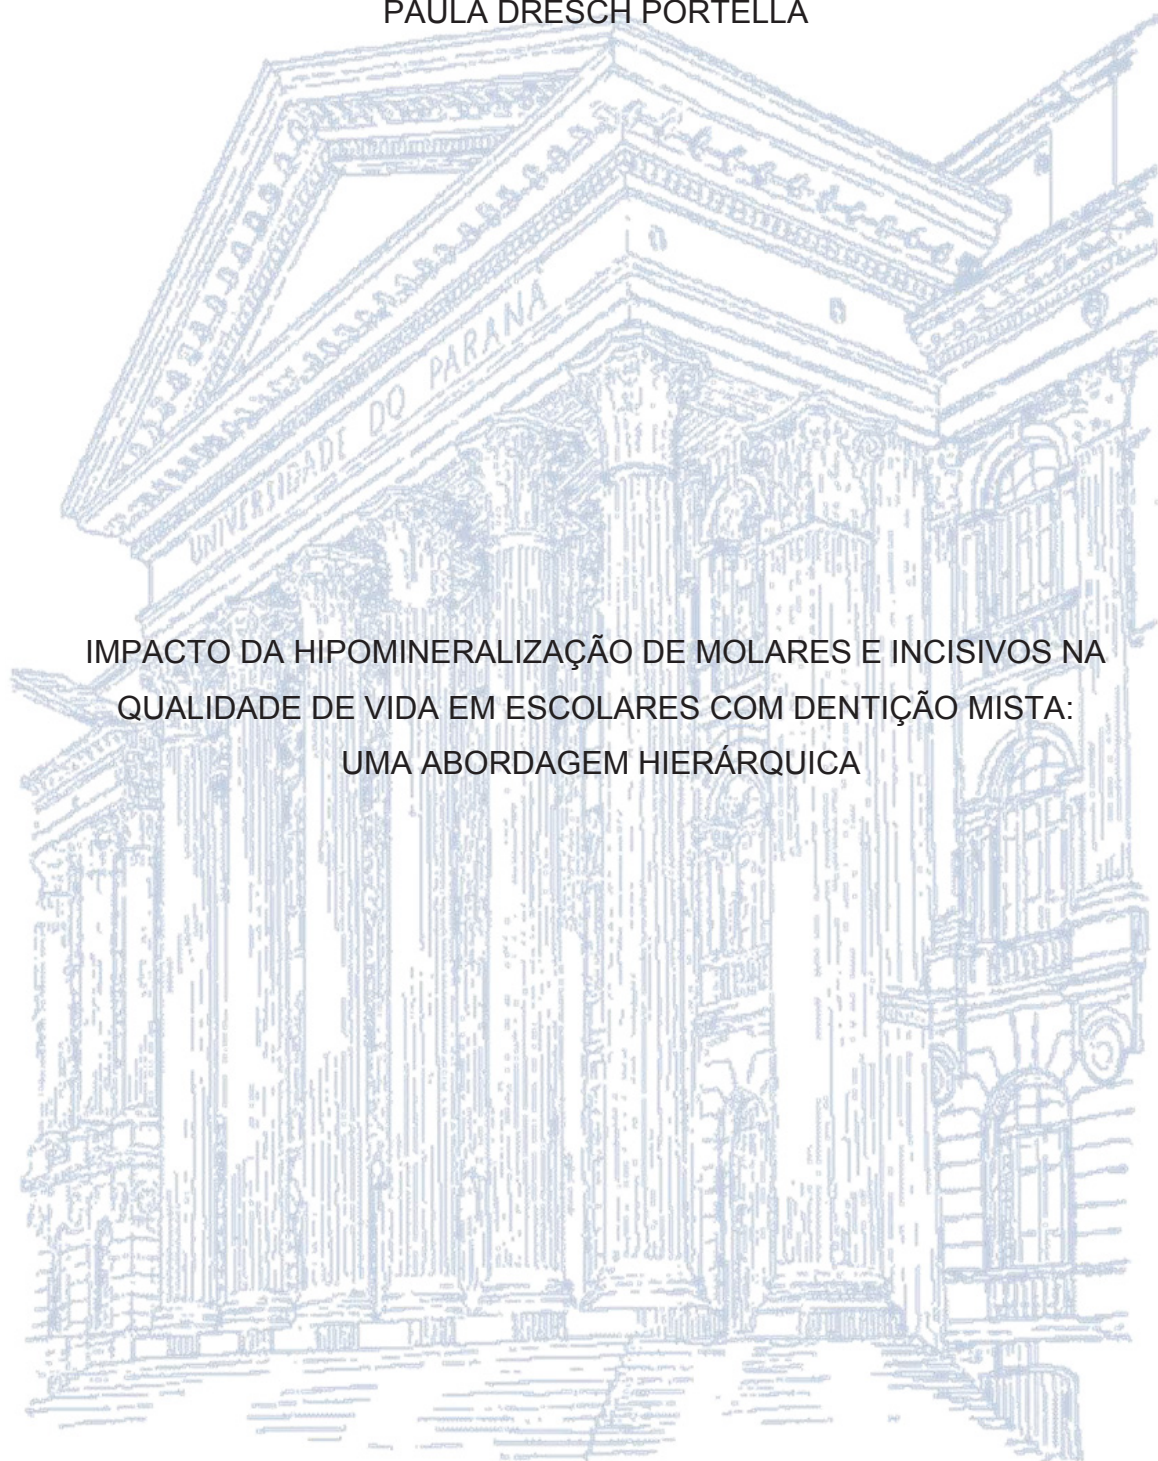 PAULA DRESCH PORTELLA
UNIVERSIDADE DO PARANÁ
IMPACTO DA HIPOMINERALIZAÇÃO DE MOLARES E INCISIVOS NA
QUALIDADE DE VIDA EM ESCOLARES COM DENTIÇÃO MISTA:
UMA ABORDAGEM HIERÁRQUICA